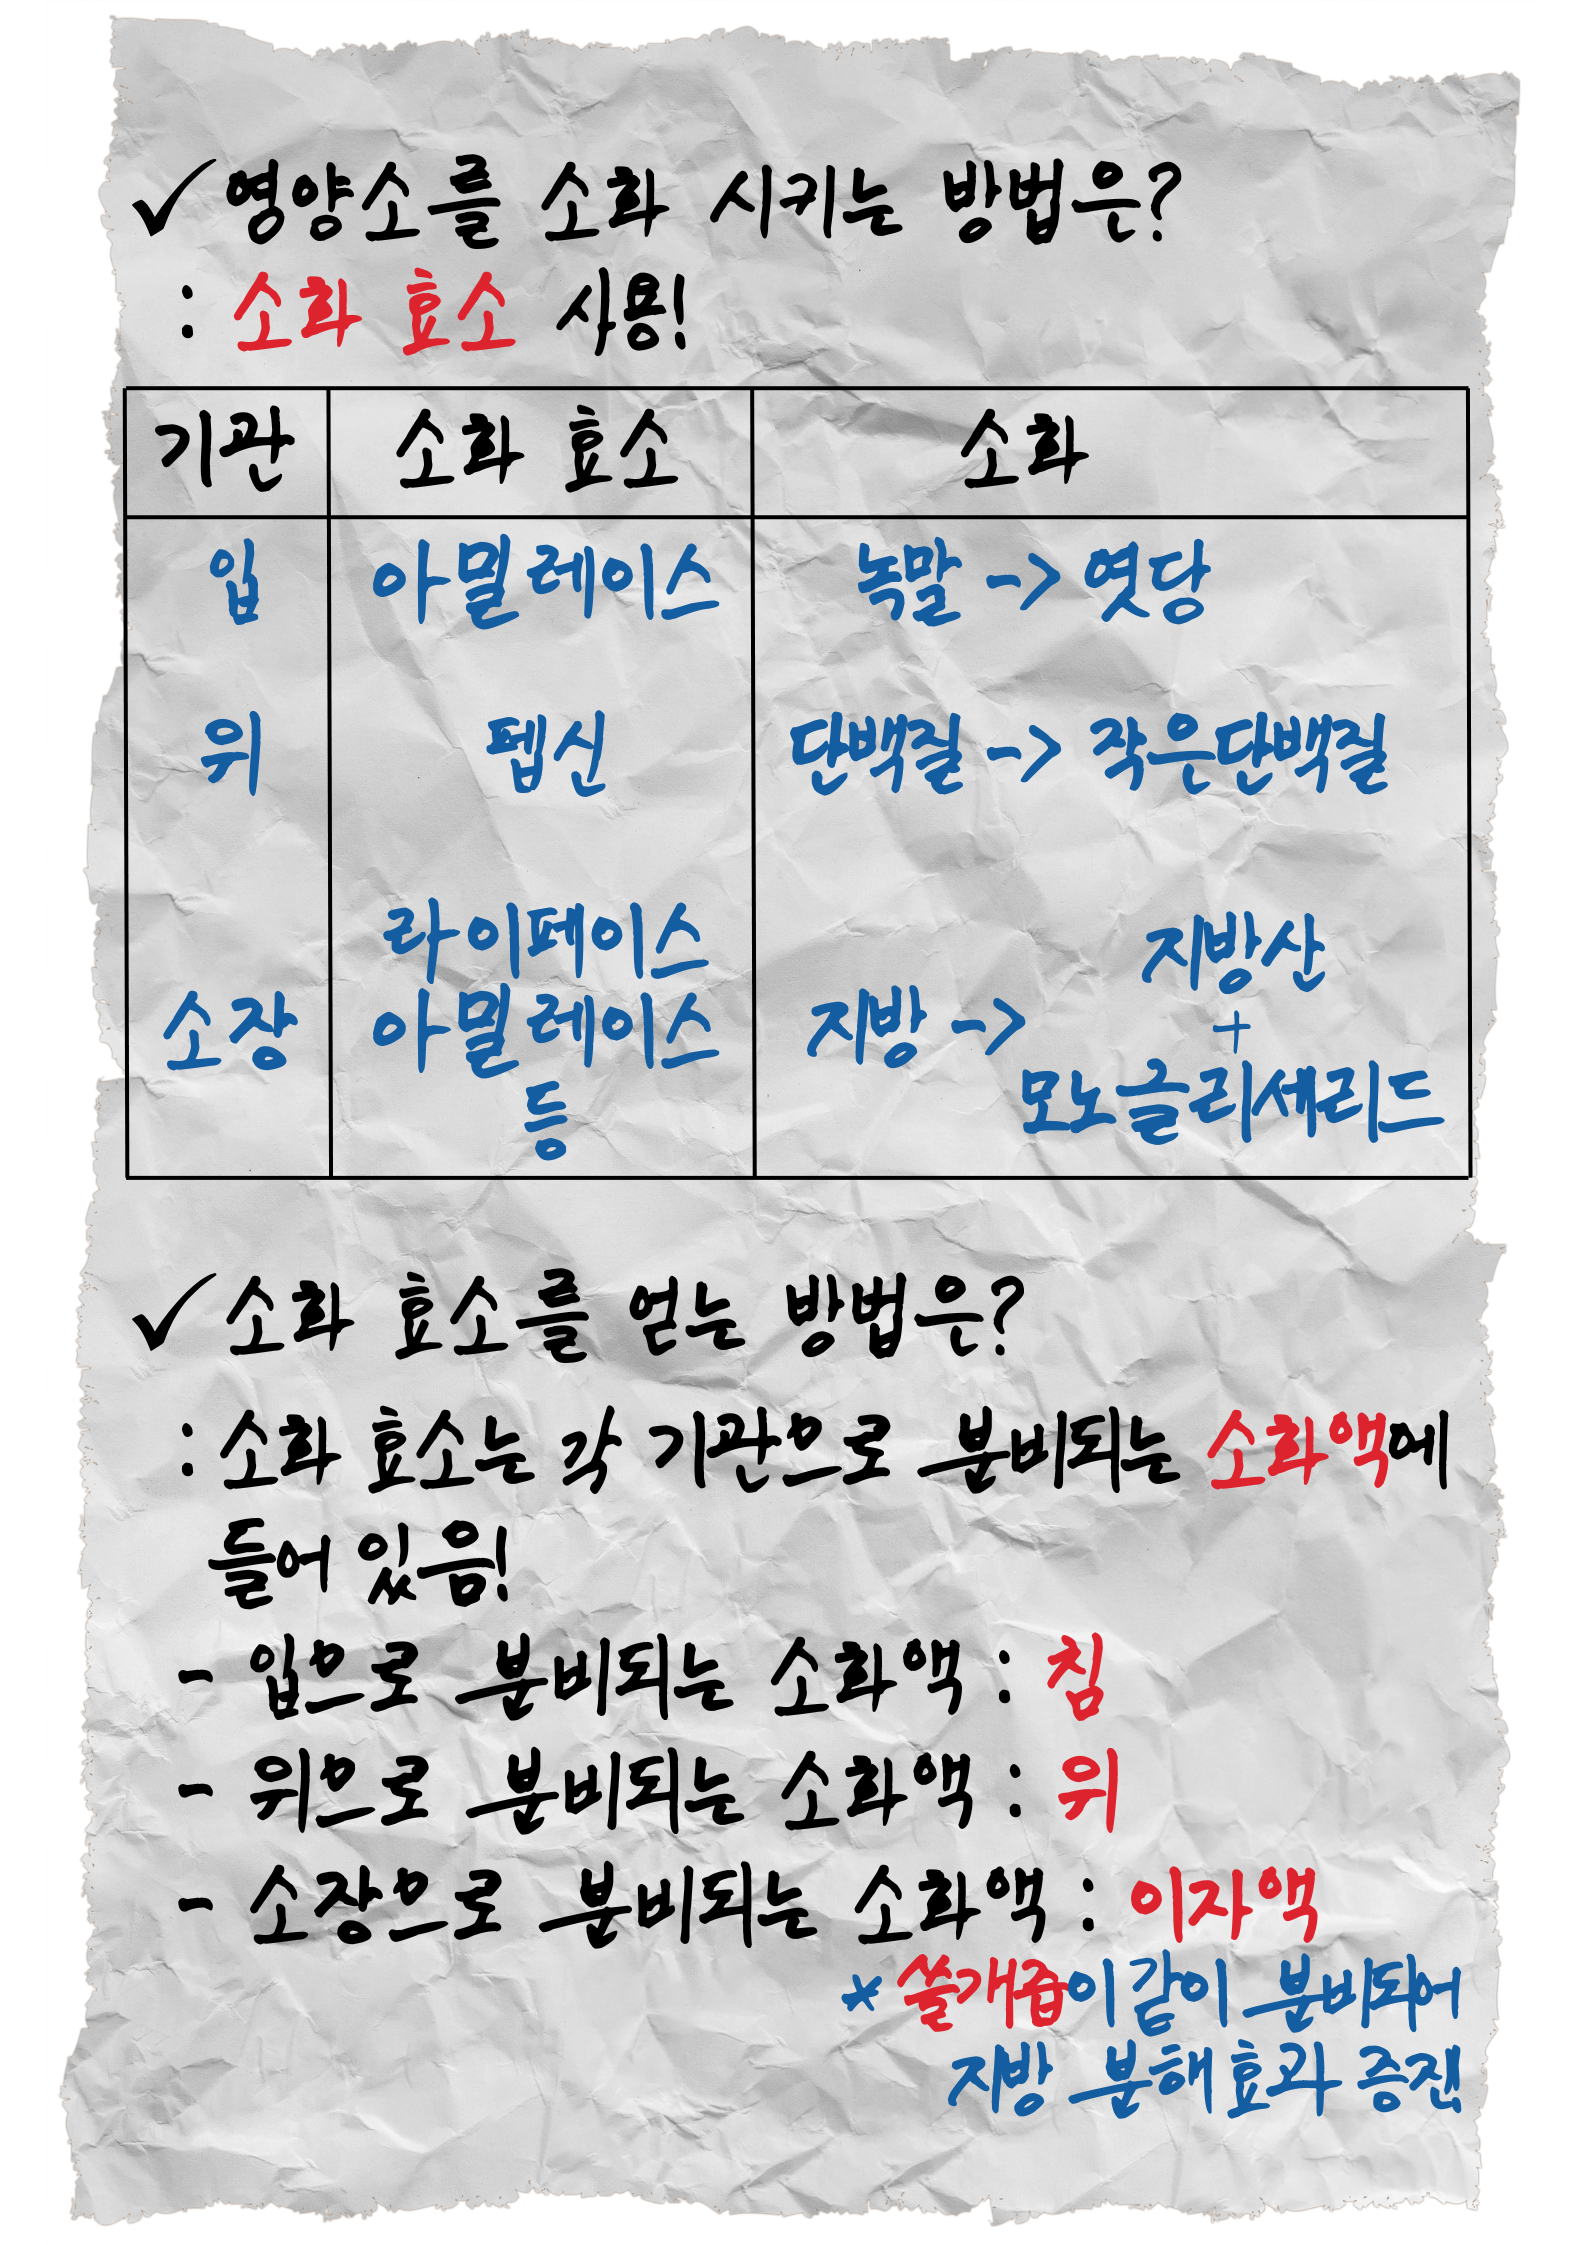 ✓ 영양소를 소화 시키는 방법은?
: 소화 효소 사용!
기관 소화 효소 소화
입 아밀레이스 녹말 -> 엿당
위 펩신 단백질 -> 작은단백질
소장
라이페이스
아밀레이스
등
지방 ->
지방산
+
모노글리세리드
✓ 소화 효소를 얻는 방법은?
: 소화 효소는 각 기관으로 분비되는 소화액에
들어 있음!
- 입으로 분비되는 소화액 : 침
- 위으로 분비되는 소화액 : 위
- 소장으로 분비되는 소화액 : 이자액
* 쓸개즙이 같이 분비되어
지방 분해 효과 증진